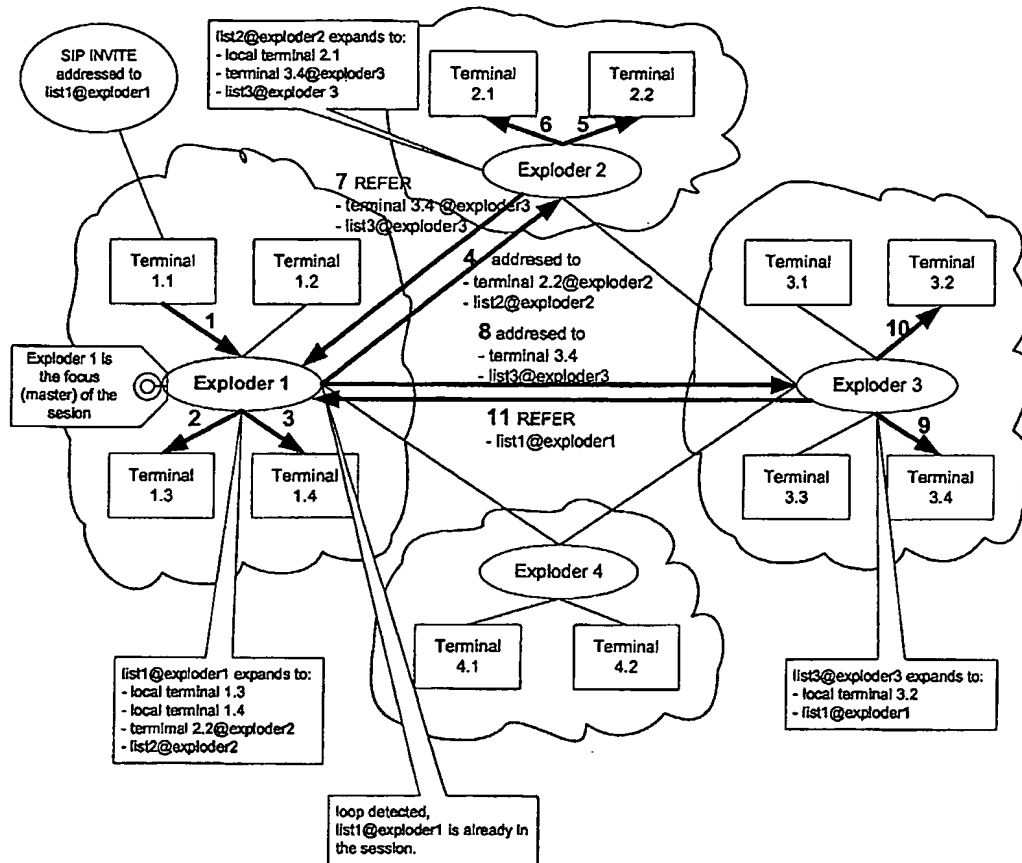 SIP INVITE
addressed to
list1@exploder1
list2@exploder2 expands to:
- local terminal 2.1
- terminal 3.4@exploder3
- list3@exploder 3
Terminal
2.1
Terminal
2.2
6
5
Exploder 2
7 REFER
- terminal 3.4 @exploder3
- list3@exploder3
Terminal
1.1
Terminal
1.2
4 addresed to
- terminal 2.2@exploder2
- list2@exploder2
Terminal
3.1
Terminal
3.2
1
8 addresed to
- terminal 3.4
- list3@exploder3
10
Exploder 1 is
the focus
(master) of the
sesion
Exploder 1
Exploder 3
2
3
11 REFER
- list1@exploder1
9
Terminal
1.3
Terminal
1.4
Terminal
3.3
Terminal
3.4
Exploder 4
Terminal
4.1
Terminal
4.2
list1@exploder1 expands to:
- local terminal 1.3
- local terminal 1.4
- termimal 2.2@exploder2
- list2@exploder2
list3@exploder3 expands to:
- local terminal 3.2
- list1@exploder1
loop detected,
list1@exploder1 is already in
the session.